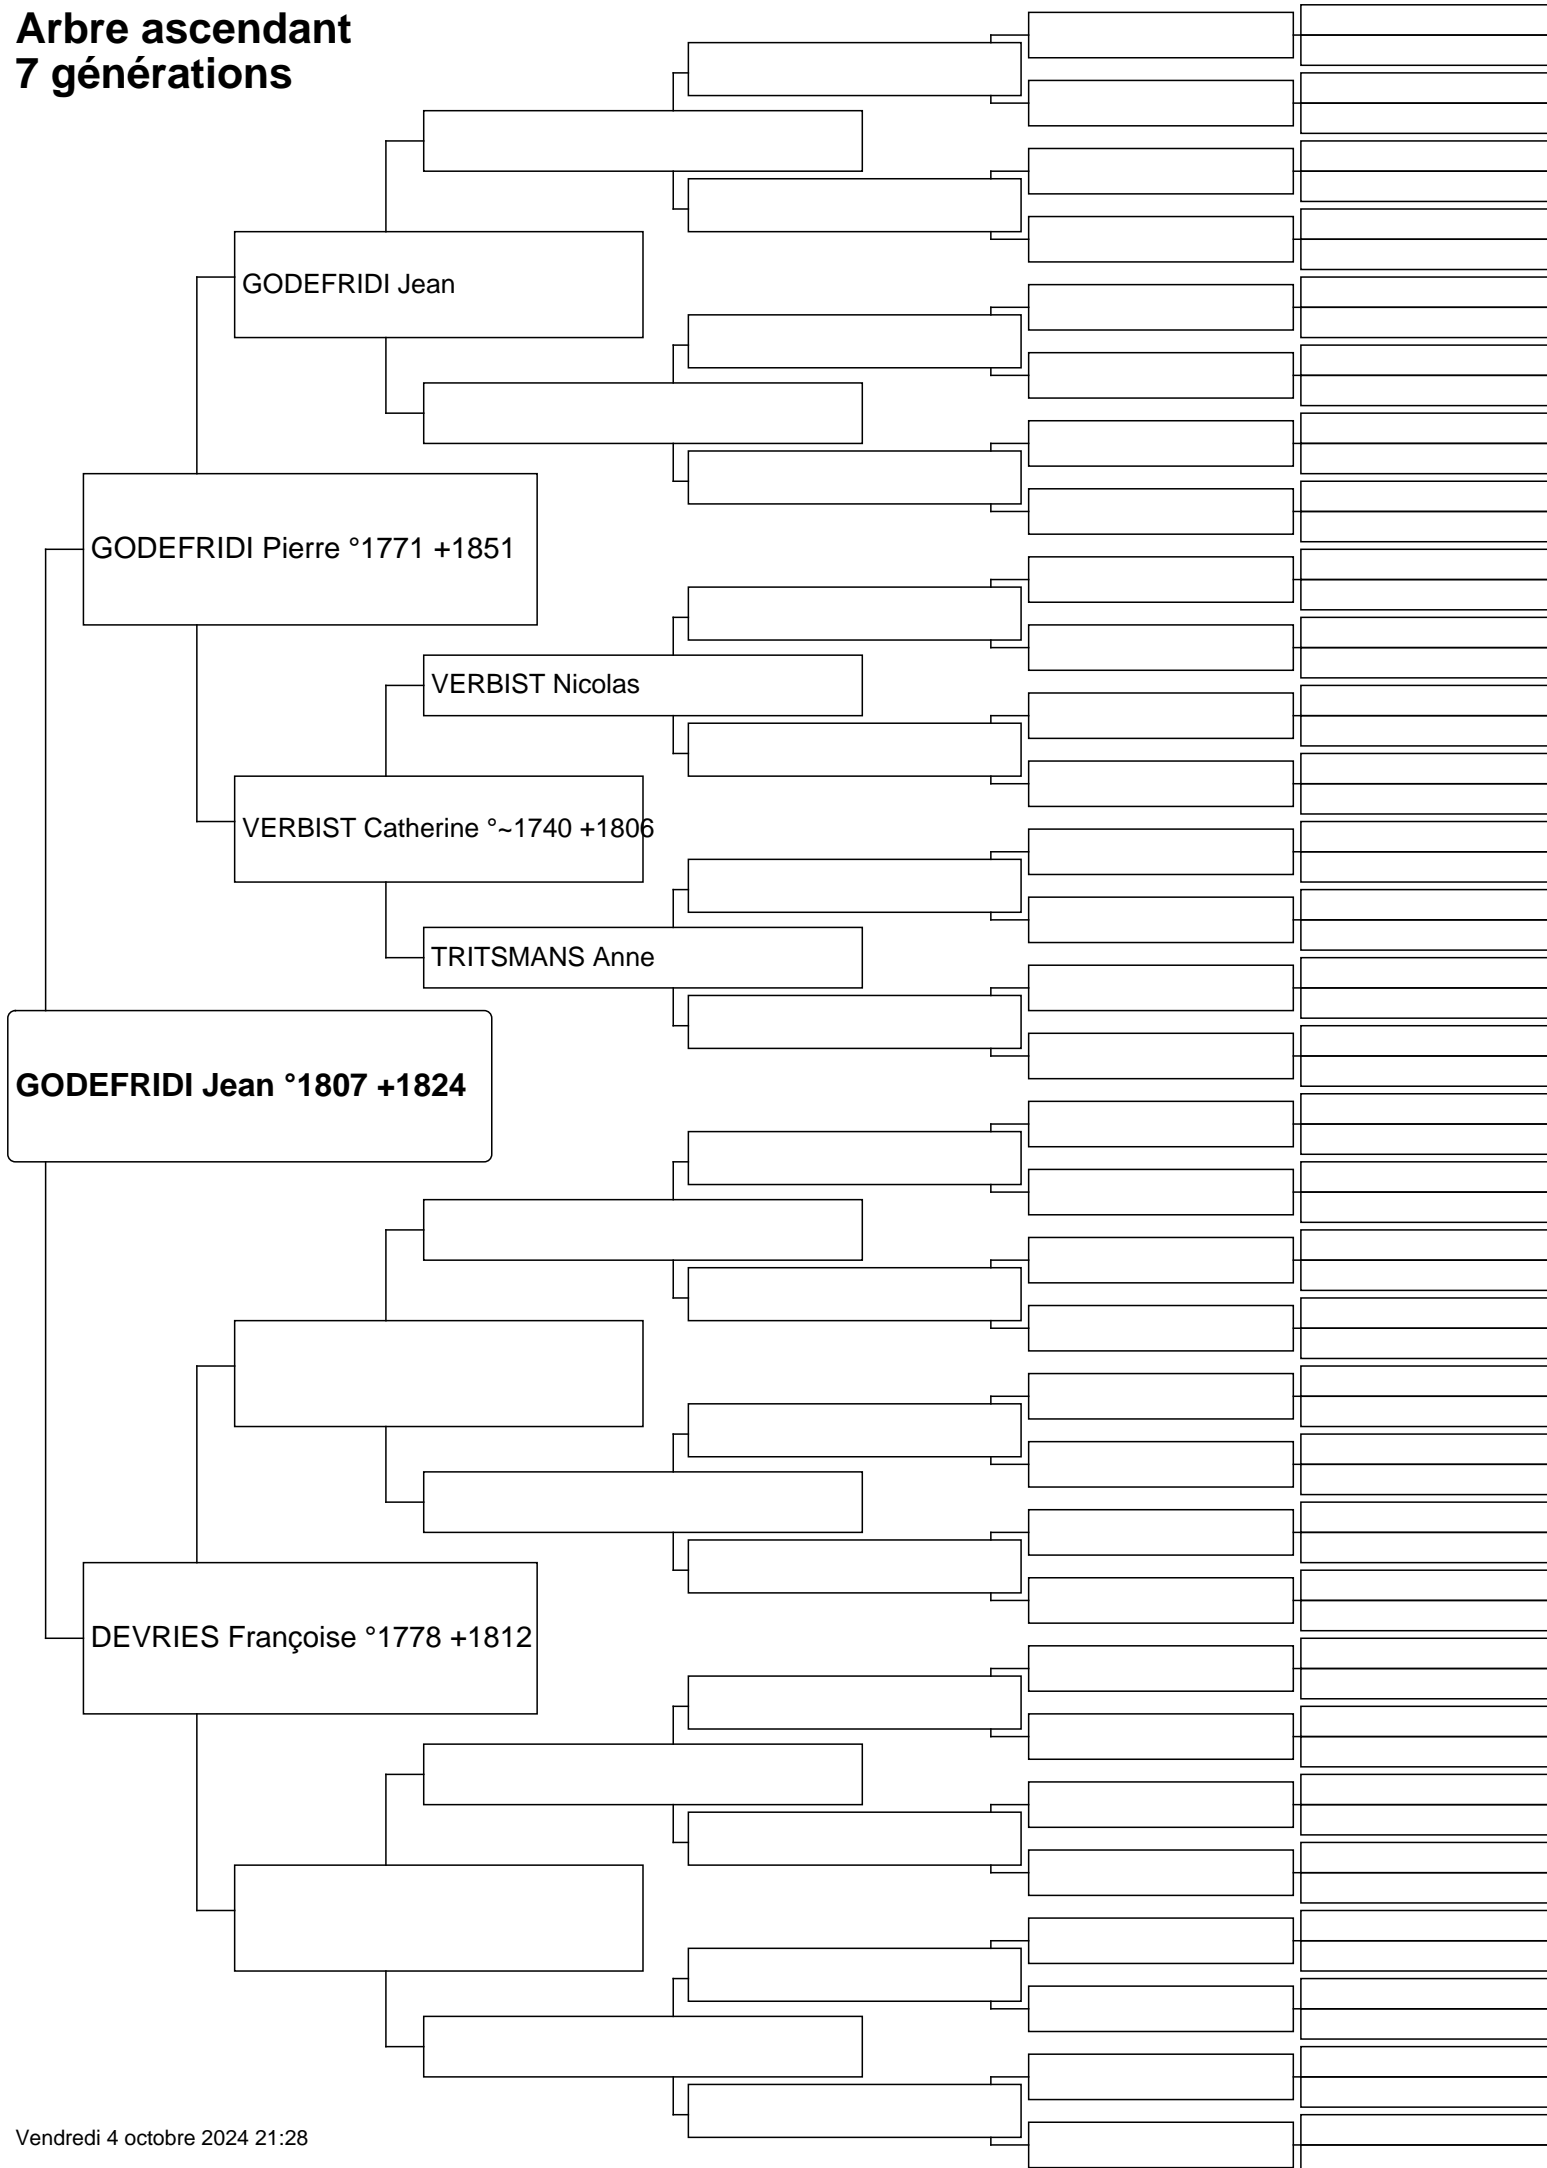 Arbre ascendant
7 générations
GODEFRIDI Jean
GODEFRIDI Pierre °1771 +1851
VERBIST Nicolas
VERBIST Catherine °~1740 +1806
TRITSMANS Anne
GODEFRIDI Jean °1807 +1824
DEVRIES Françoise °1778 +1812
Vendredi 4 octobre 2024 21:28